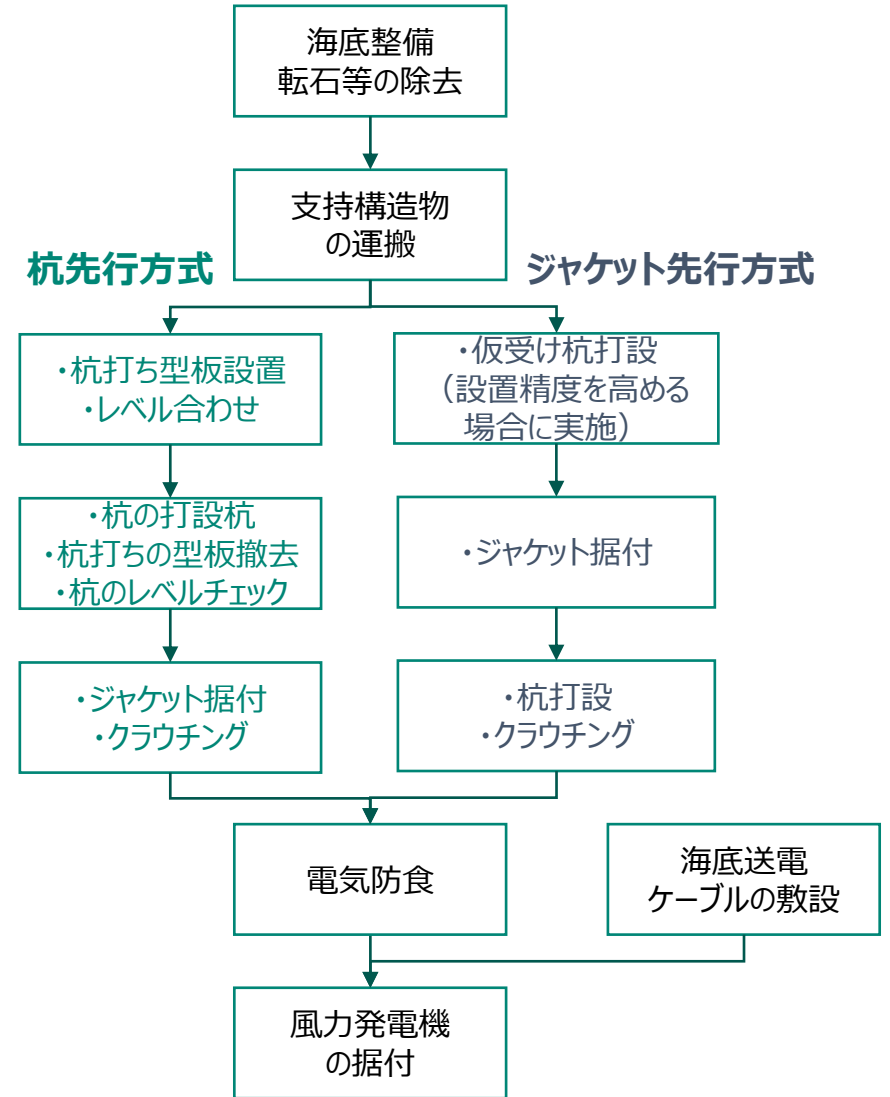 海底整備
転石等の除去
支持構造物
の運搬
杭先行方式
ジャケット先行方式
・杭打ち型板設置
・レベル合わせ
・仮受け杭打設
（設置精度を高める
場合に実施）
・杭の打設杭
・杭打ちの型板撤去
・杭のレベルチェック
・ジャケット据付
・ジャケット据付
・クラウチング
・杭打設
・クラウチング
電気防食
海底送電
ケーブルの敷設
風力発電機
の据付